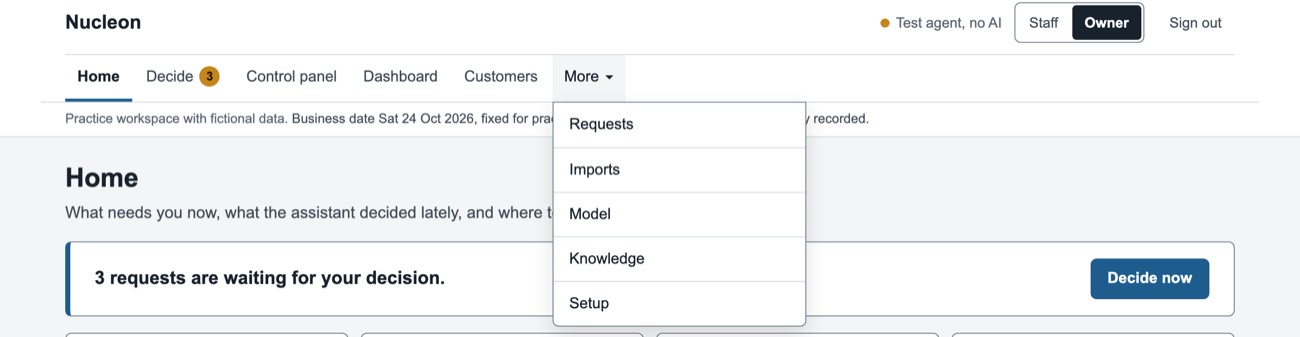 Nucleon
Test agent, no AI Staff Owner Sign out
Home Decide 3 Control panel Dashboard Customers More
Practice workspace with fictional data. Business date Sat 24 Oct 2026, fixed for recorded.
Requests
Imports
Model
Knowledge
Setup
Home
What needs you now, what the assistant decided lately, and where
3 requests are waiting for your decision.
Decide now